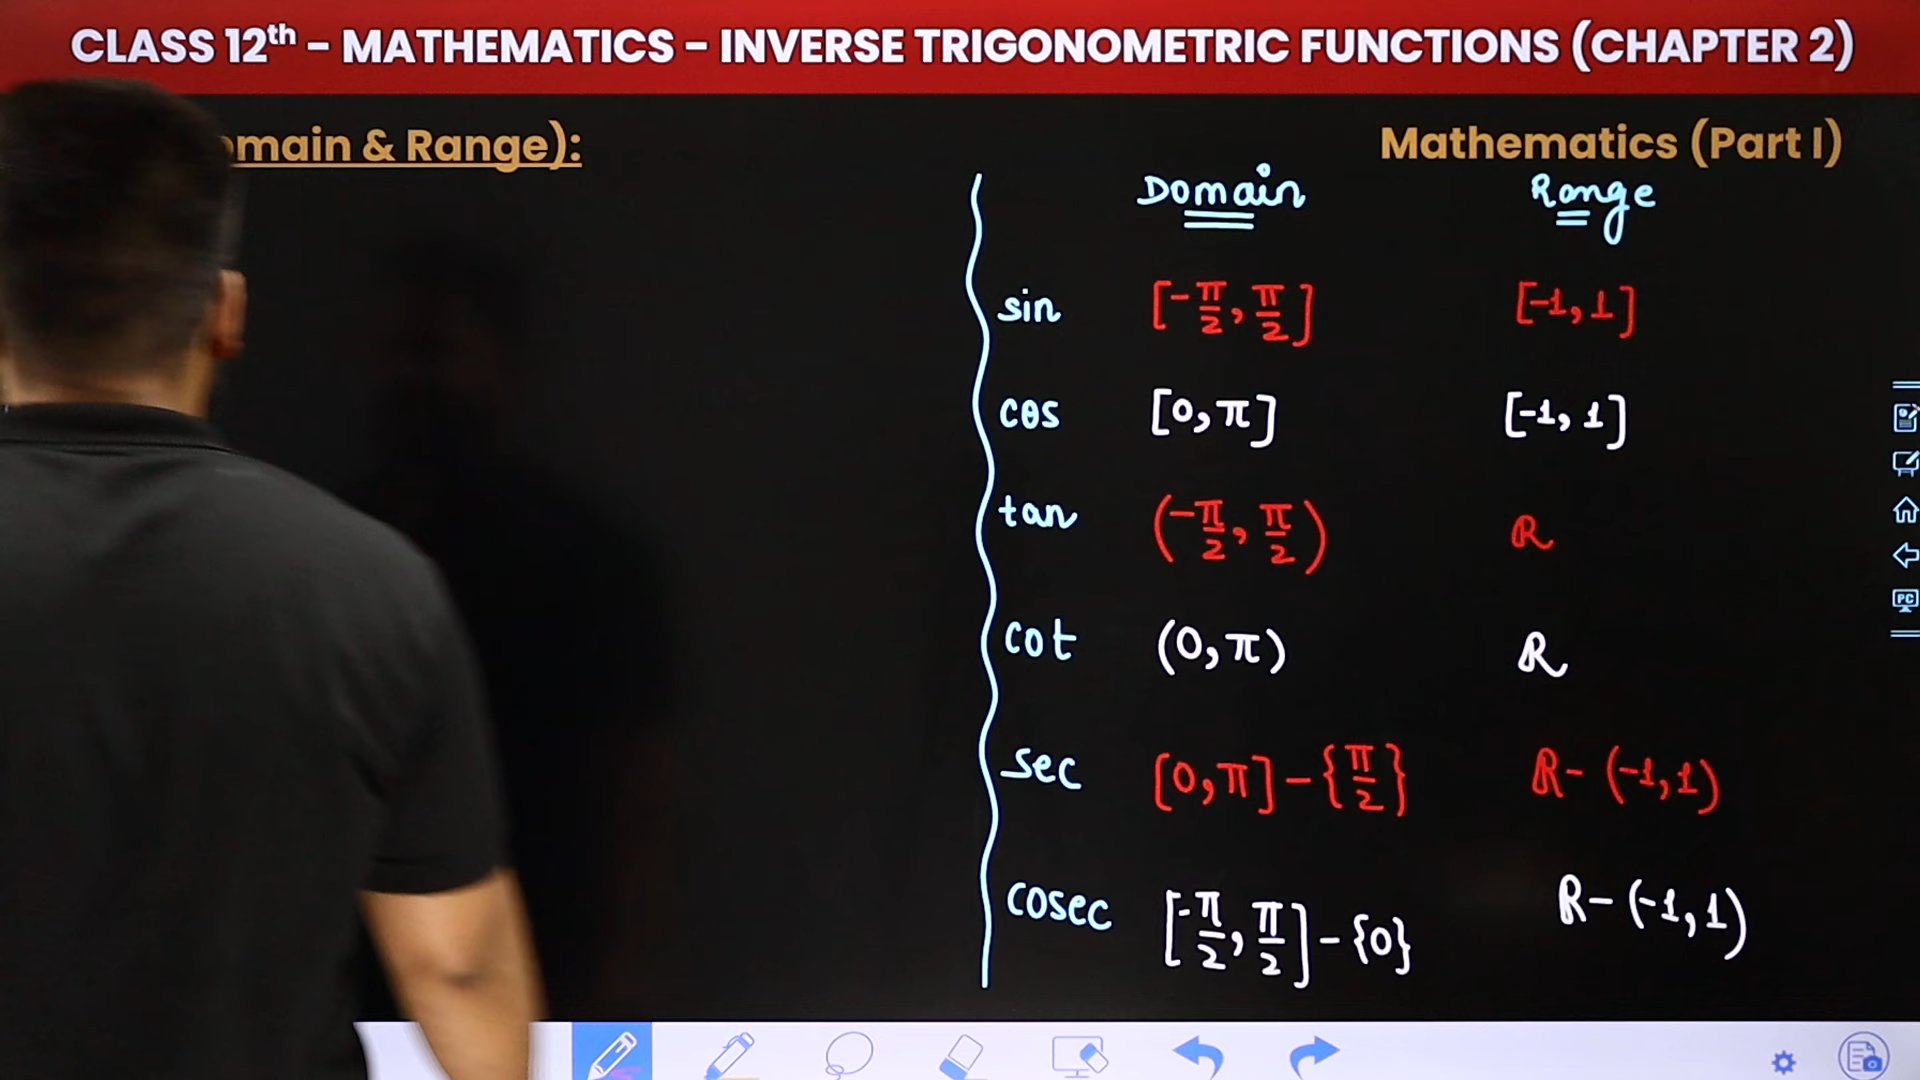 CLASS 12th – MATHEMATICS – INVERSE TRIGONOMETRIC FUNCTIONS (CHAPTER 2)
& Range):
Mathematics (Part I)
Domain Range
sin [-π/2, π/2] [-1, 1]
cos [0, π] [-1, 1]
tan (-π/2, π/2) R
cot (0, π) R
sec [0, π] - {π/2} R- (-1, 1)
cosec [-π/2, π/2] - {0} R- (-1, 1)
PC